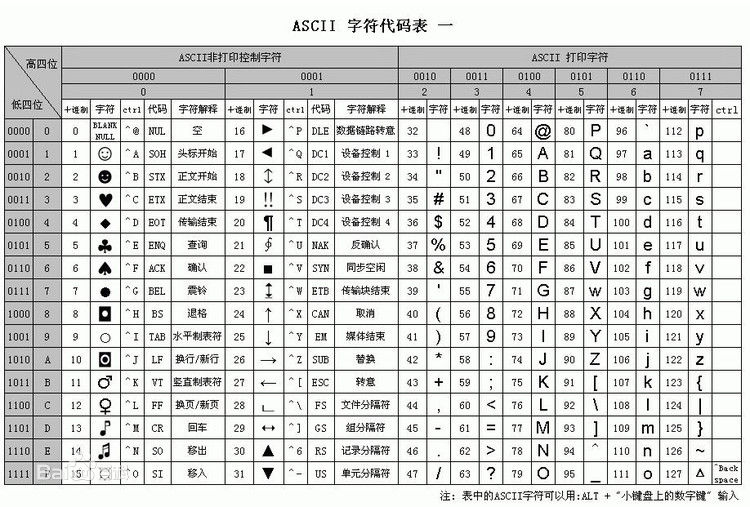 ASCII 字符代码表 一
高四位 ASCII非打印控制字符 ASCII 打印字符
0000 0001 0010 0011 0100 0101 0110 0111
低四位 0 1 2 3 4 5 6 7
十进制 字符 ctrl 代码 字符解释 十进制 字符 ctrl 代码 字符解释 十进制 字符 十进制 字符 十进制 字符 十进制 字符 十进制 字符 十进制 字符 ctrl
0000 0 0 BLANK NULL ^@ NUL 空 16 ► ^P DLE 数据链路转意 32 48 0 64 @ 80 P 96 ` 112 p
0001 1 1 ☺ ^A SOH 头标开始 17 ◄ ^Q DC1 设备控制 1 33 ! 49 1 65 A 81 Q 97 a 113 q
0010 2 2 ☻ ^B STX 正文开始 18 ↕ ^R DC2 设备控制 2 34 " 50 2 66 B 82 R 98 b 114 r
0011 3 3 ♥ ^C ETX 正文结束 19 ‼ ^S DC3 设备控制 3 35 # 51 3 67 C 83 S 99 c 115 s
0100 4 4 ◆ ^D EOT 传输结束 20 ¶ ^T DC4 设备控制 4 36 $ 52 4 68 D 84 T 100 d 116 t
0101 5 5 ♣ ^E ENQ 查询 21 ∮ ^U NAK 反确认 37 % 53 5 69 E 85 U 101 e 117 u
0110 6 6 ♠ ^F ACK 确认 22 ■ ^V SYN 同步空闲 38 & 54 6 70 F 86 V 102 f 118 v
0111 7 7 ● ^G BEL 震铃 23 ↨ ^W ETB 传输块结束 39 ' 55 7 71 G 87 w 103 g 119 w
1000 8 8 ◘ ^H BS 退格 24 ↑ ^X CAN 取消 40 ( 56 8 72 H 88 X 104 h 120 x
1001 9 9 ○ ^I TAB 水平制表符 25 ↓ ^Y EM 媒体结束 41 ) 57 9 73 I 89 Y 105 i 121 y
1010 A 10 ◙ ^J LF 换行/新行 26 → ^Z SUB 替换 42 * 58 : 74 J 90 Z 106 j 122 z
1011 B 11 ♂ ^K VT 竖直制表符 27 ← ^[ ESC 转意 43 + 59 ; 75 K 91 [ 107 k 123 {
1100 C 12 ♀ ^L FF 换页/新页 28 ∟ ^\ FS 文件分隔符 44 , 60 < 76 L 92 \ 108 l 124 |
1101 D 13 ♪ ^M CR 回车 29 ↔ ^] GS 组分隔符 45 - 61 = 77 M 93 ] 109 m 125 }
1110 E 14 ♫ ^N SO 移出 30 ▲ ^6 RS 记录分隔符 46 . 62 > 78 N 94 ^ 110 n 126 ~
1111 15 ^O SI 移入 31 ▼ ^- US 单元分隔符 47 / 63 ? 79 O 95 _ 111 o 127 Δ ^Back space
注: 表中的ASCII字符可以用:ALT + "小键盘上的数字键" 输入